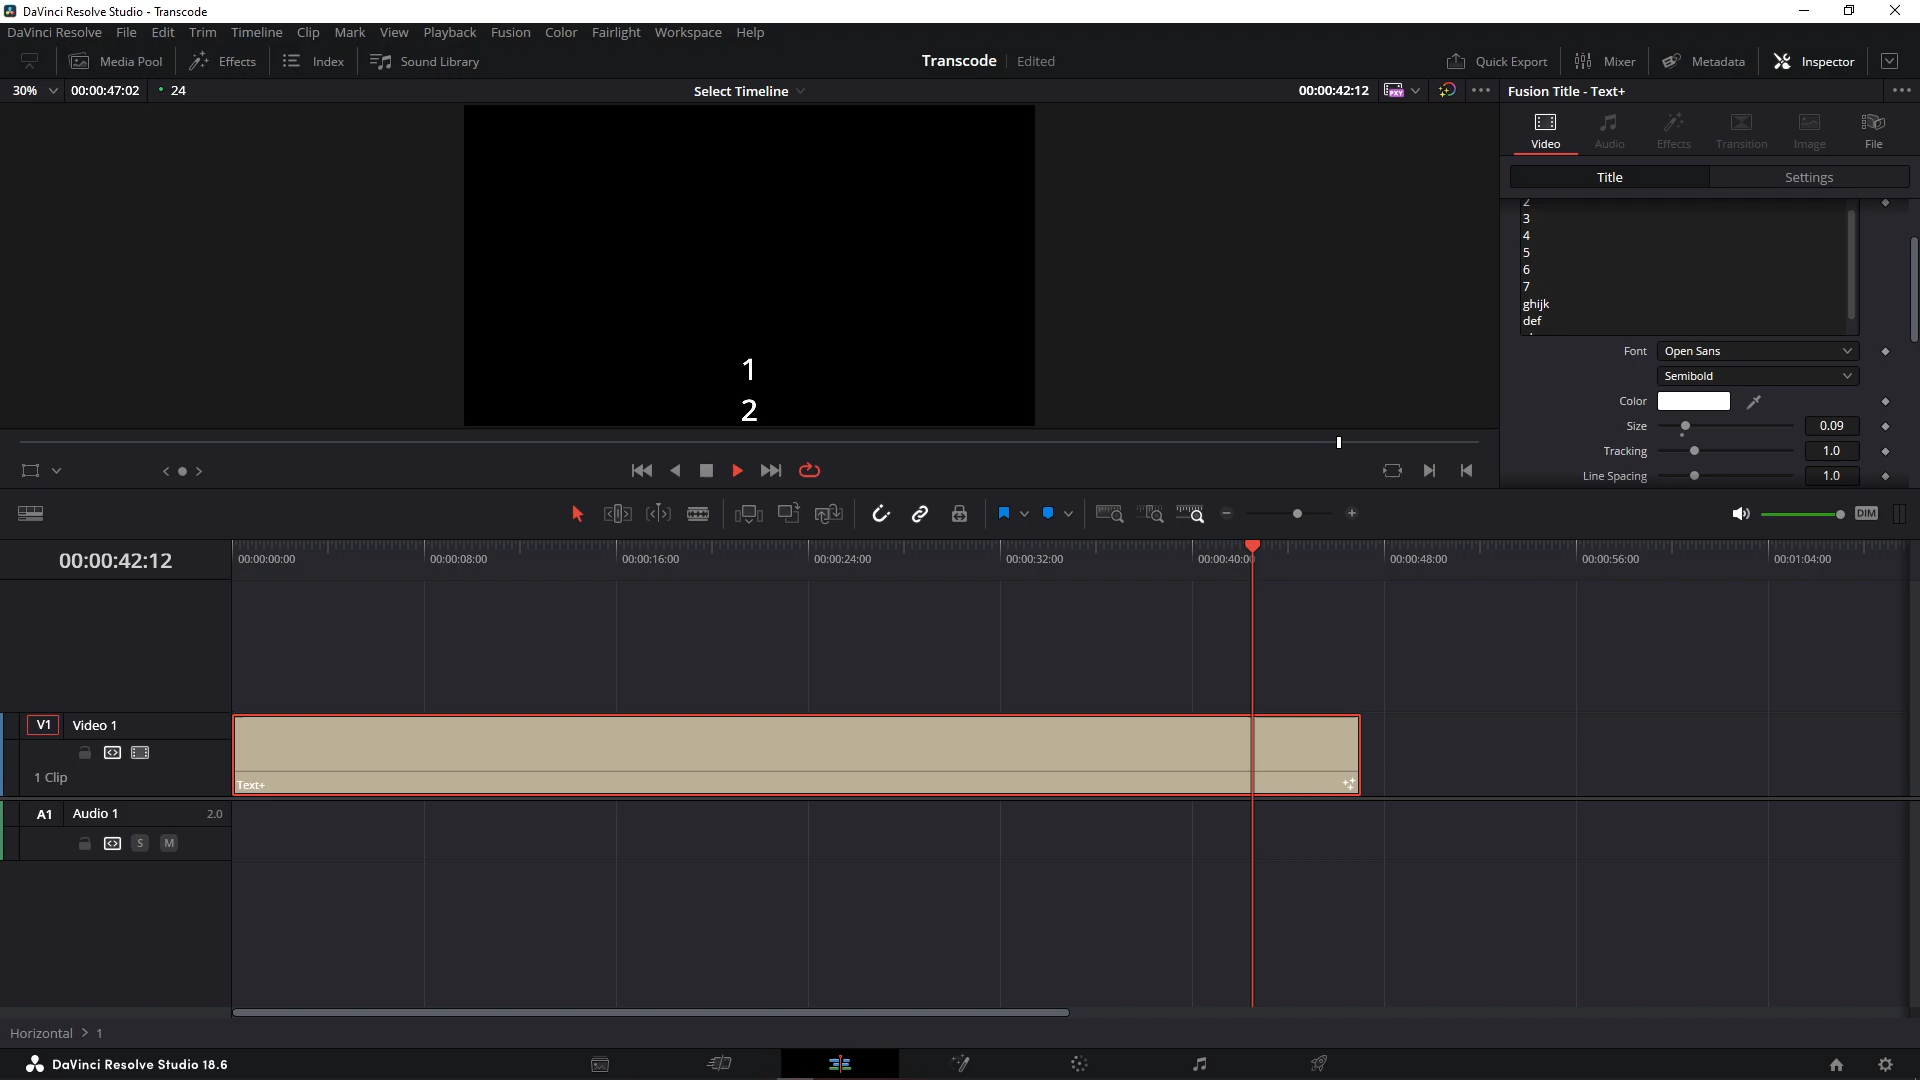 DaVinci Resolve Studio - Transcode
DaVinci Resolve File Edit Trim Timeline Clip Mark View Playback Fusion Color Fairlight Workspace Help
Media Pool Effects Index Sound Library Transcode Edited Quick Export Mixer Metadata Inspector
30% 00:00:47:02 24 Select Timeline 00:00:42:12 PXY Fusion Title - Text+
Video Audio Effects Transition Image File
Title Settings
2
3
4
5
6
7
ghijk
def
Font Open Sans
Semibold
Color
Size 0.09
Tracking 1.0
Line Spacing 1.0
1
2
DIM
00:00:42:12
00:00:00:00 00:00:08:00 00:00:16:00 00:00:24:00 00:00:32:00 00:00:40:00 00:00:48:00 00:00:56:00 00:01:04:00
V1 Video 1
1 Clip
Text+
A1 Audio 1 2.0
S M
Horizontal > 1
DaVinci Resolve Studio 18.6